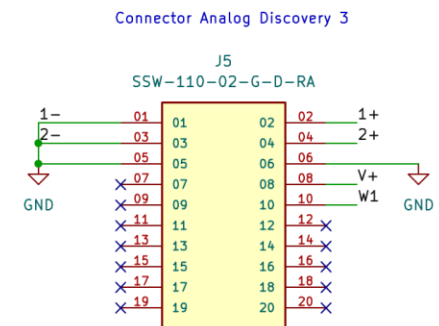 Connector Analog Discovery 3
J5
SSW-110-02-G-D-RA
1- 01 01 02 02 1+
2- 03 03 04 04 2+
05 05 06 06
GND 07 07 08 08 V+ GND
09 09 10 10 W1
11 11 12 12
13 13 14 14
15 15 16 16
17 17 18 18
19 19 20 20